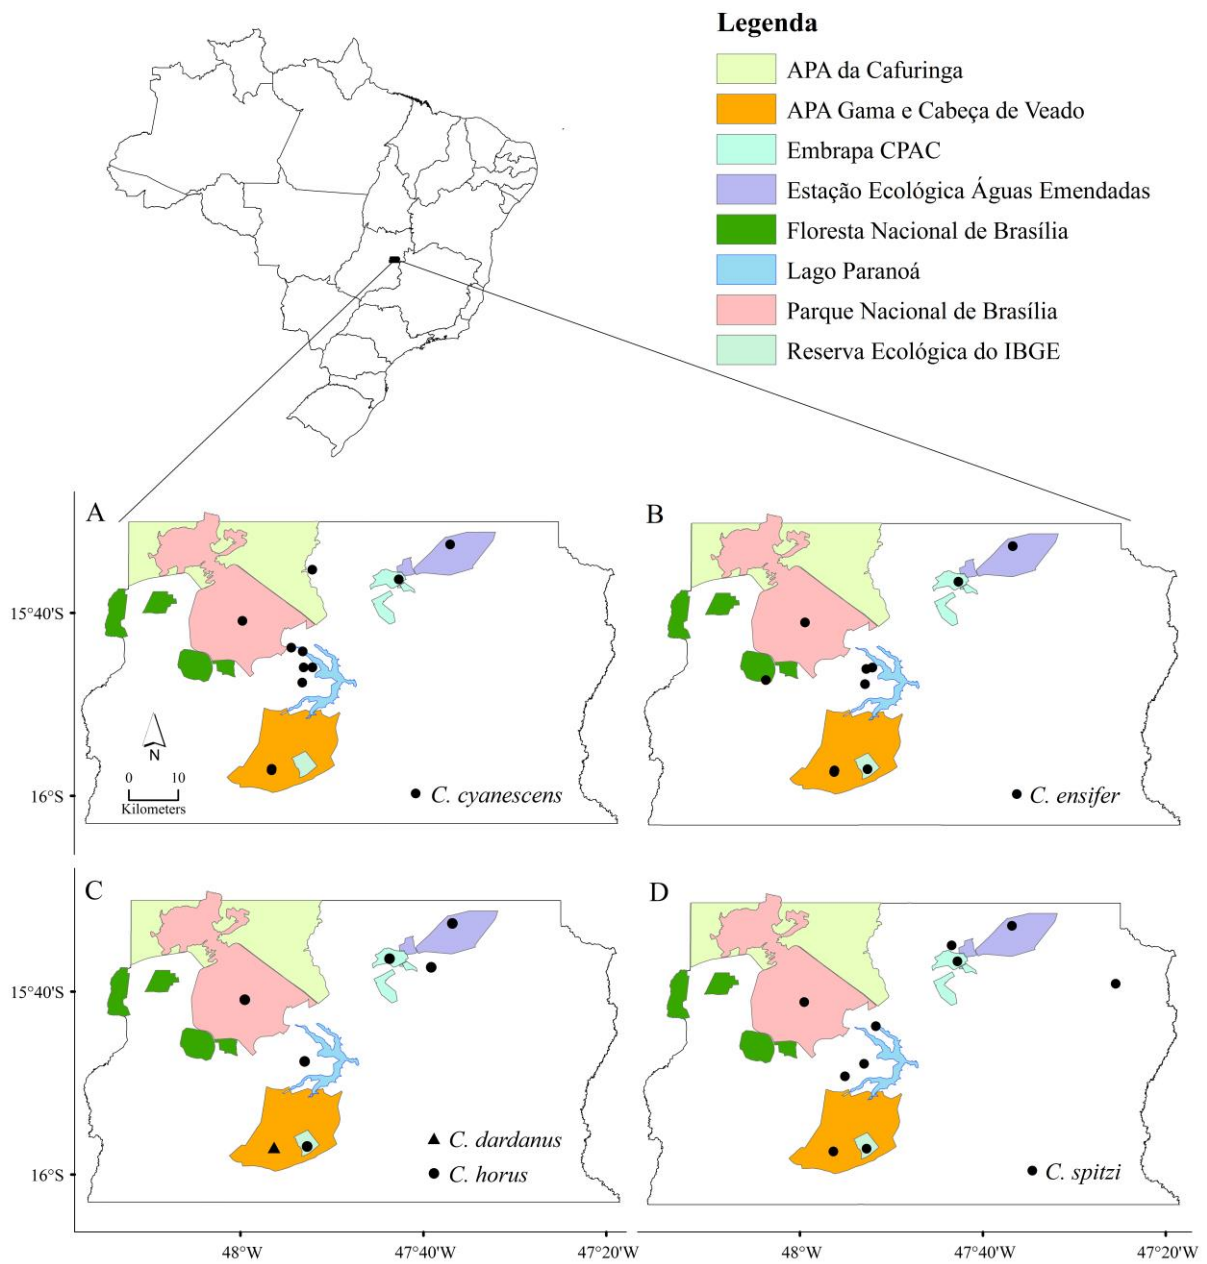 Legenda
APA da Cafuringa
APA Gama e Cabeça de Veado
Embrapa CPAC
Estação Ecológica Águas Emendadas
Floresta Nacional de Brasília
Lago Paranoá
Parque Nacional de Brasília
Reserva Ecológica do IBGE
A
B
15°40'S
N
0 10
Kilometers
16°S
C. cyanescens
C. ensifer
C
D
15°40'S
C. dardanus
C. horus
16°S
C. spitzi
48°W
47°40'W
47°20'W
48°W
47°40'W
47°20'W